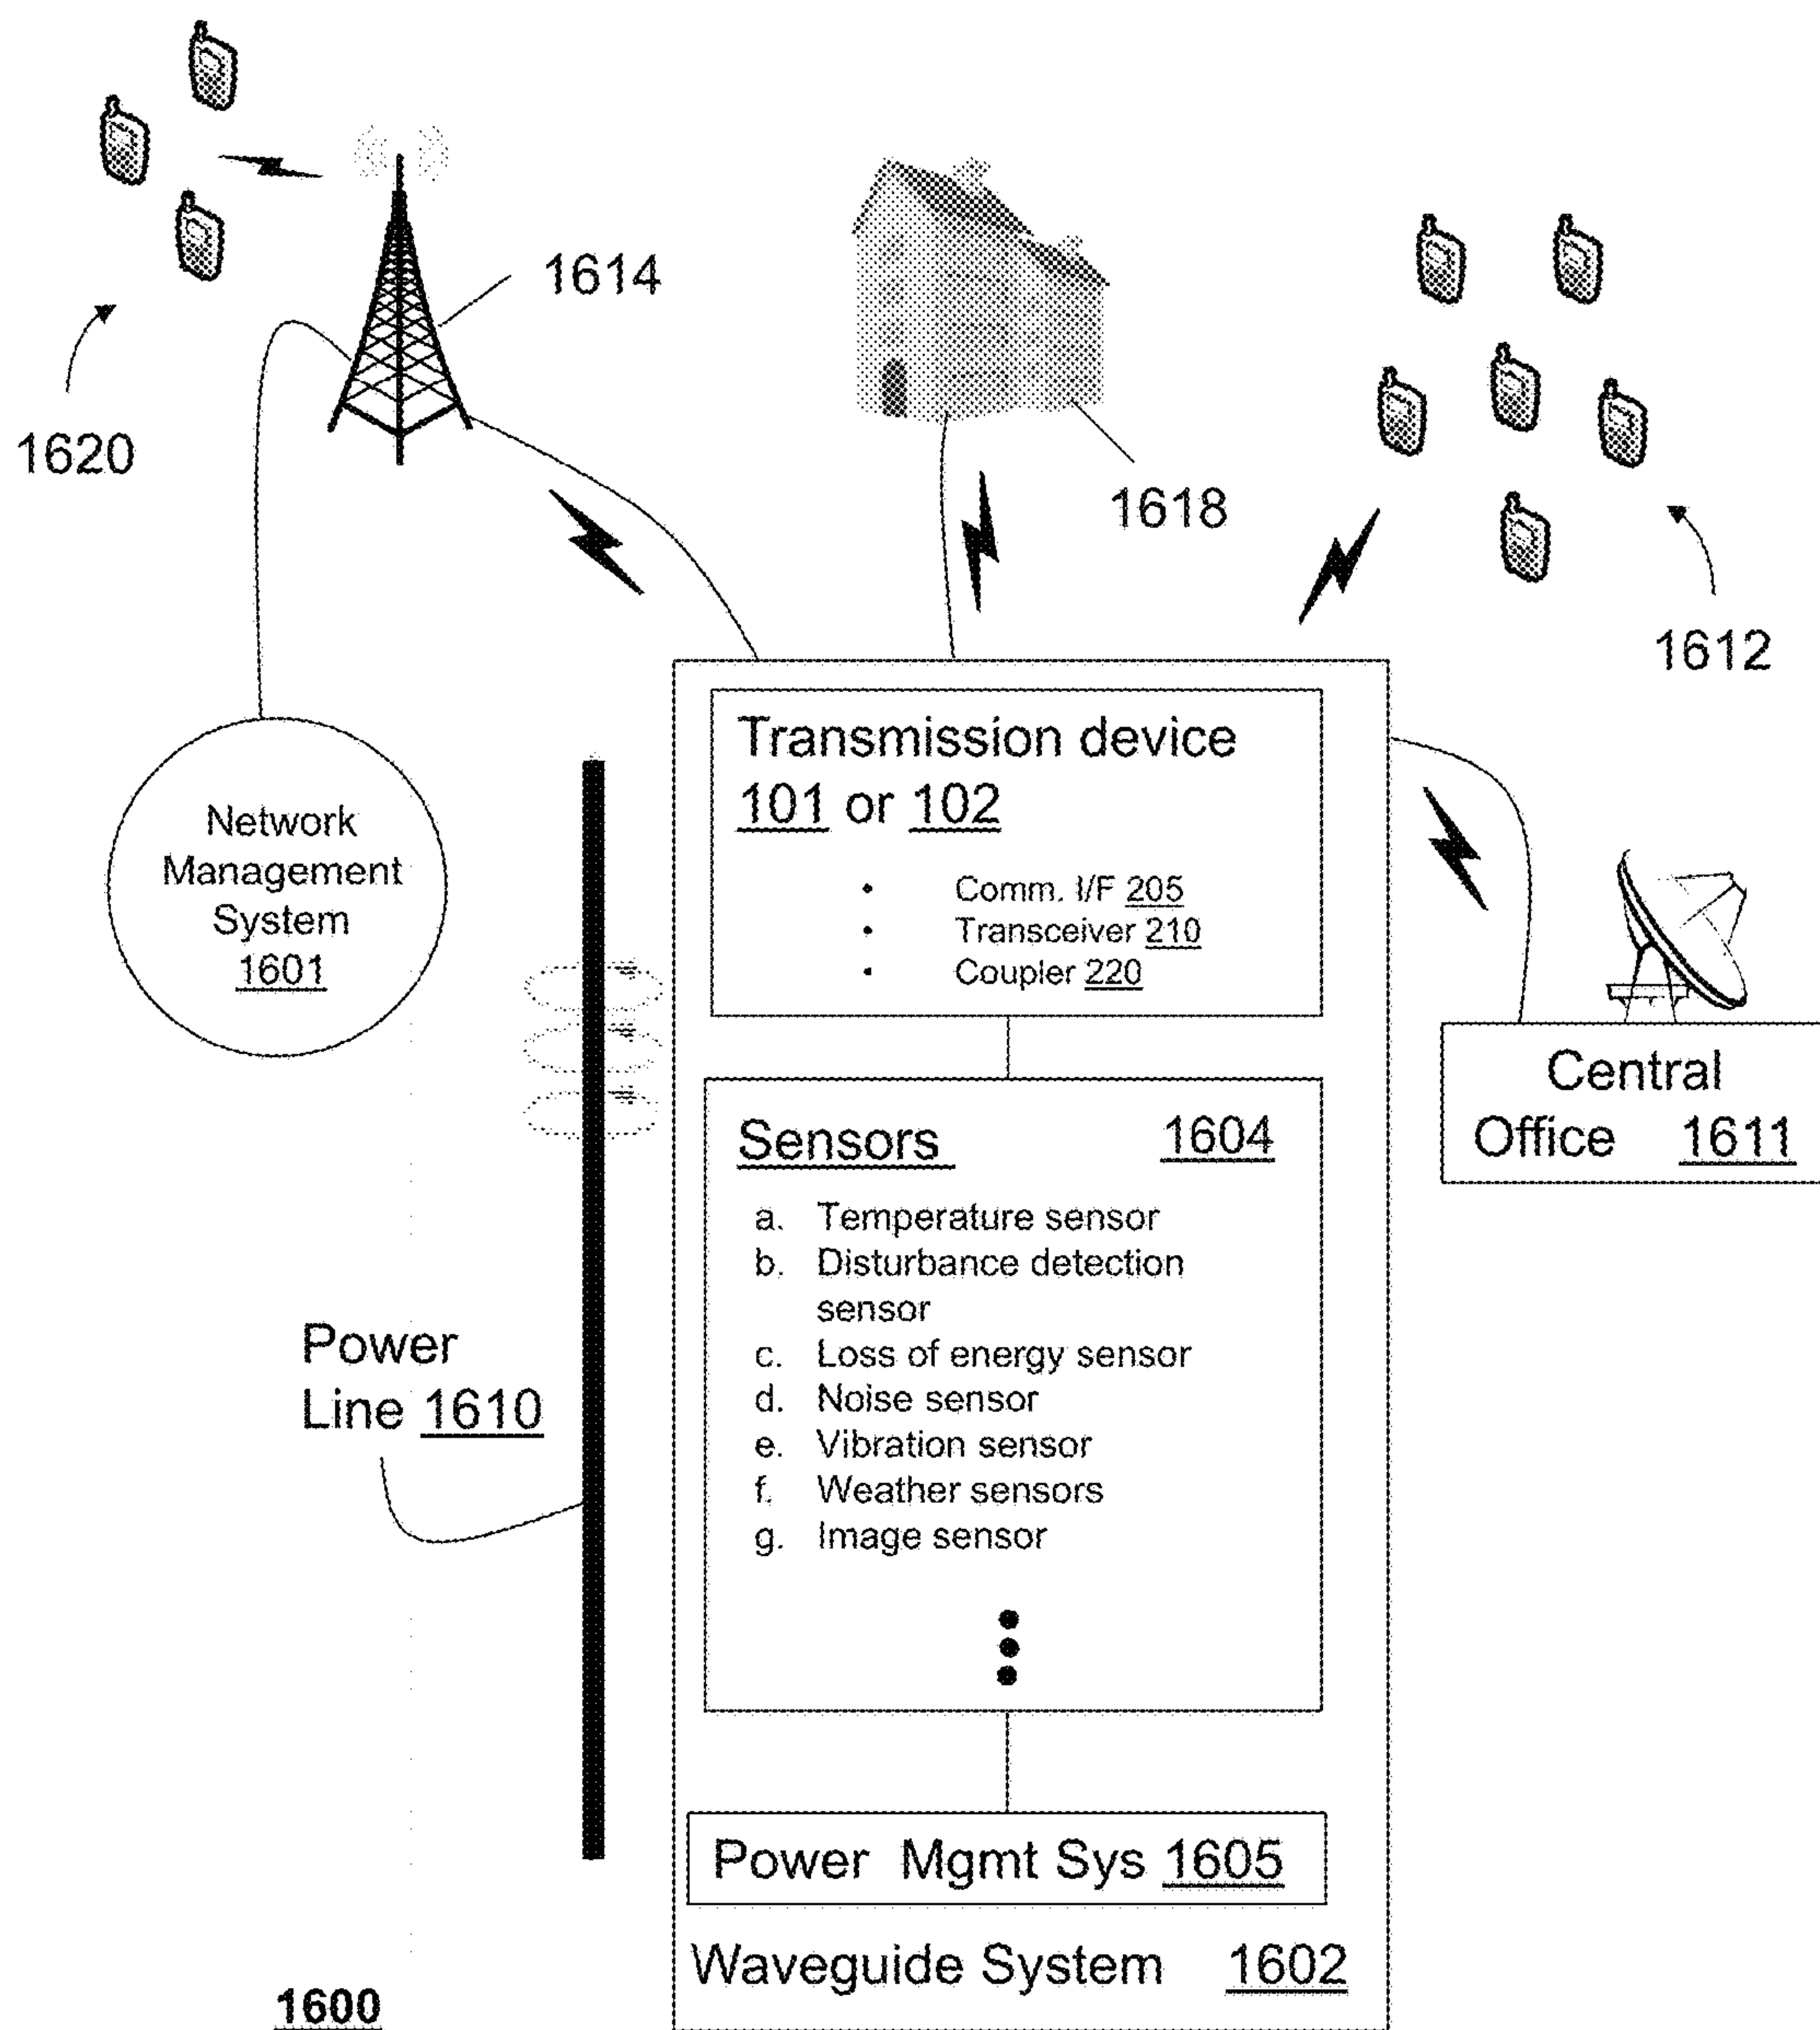 1614
1620
1618
1612
Transmission device
101 or 102
• Comm. I/F 205
• Transceiver 210
• Coupler 220
Network
Management
System
1601
Central
Office 1611
Sensors 1604
a. Temperature sensor
b. Disturbance detection
sensor
c. Loss of energy sensor
d. Noise sensor
e. Vibration sensor
f. Weather sensors
g. Image sensor
Power
Line 1610
Power Mgmt Sys 1605
Waveguide System 1602
1600